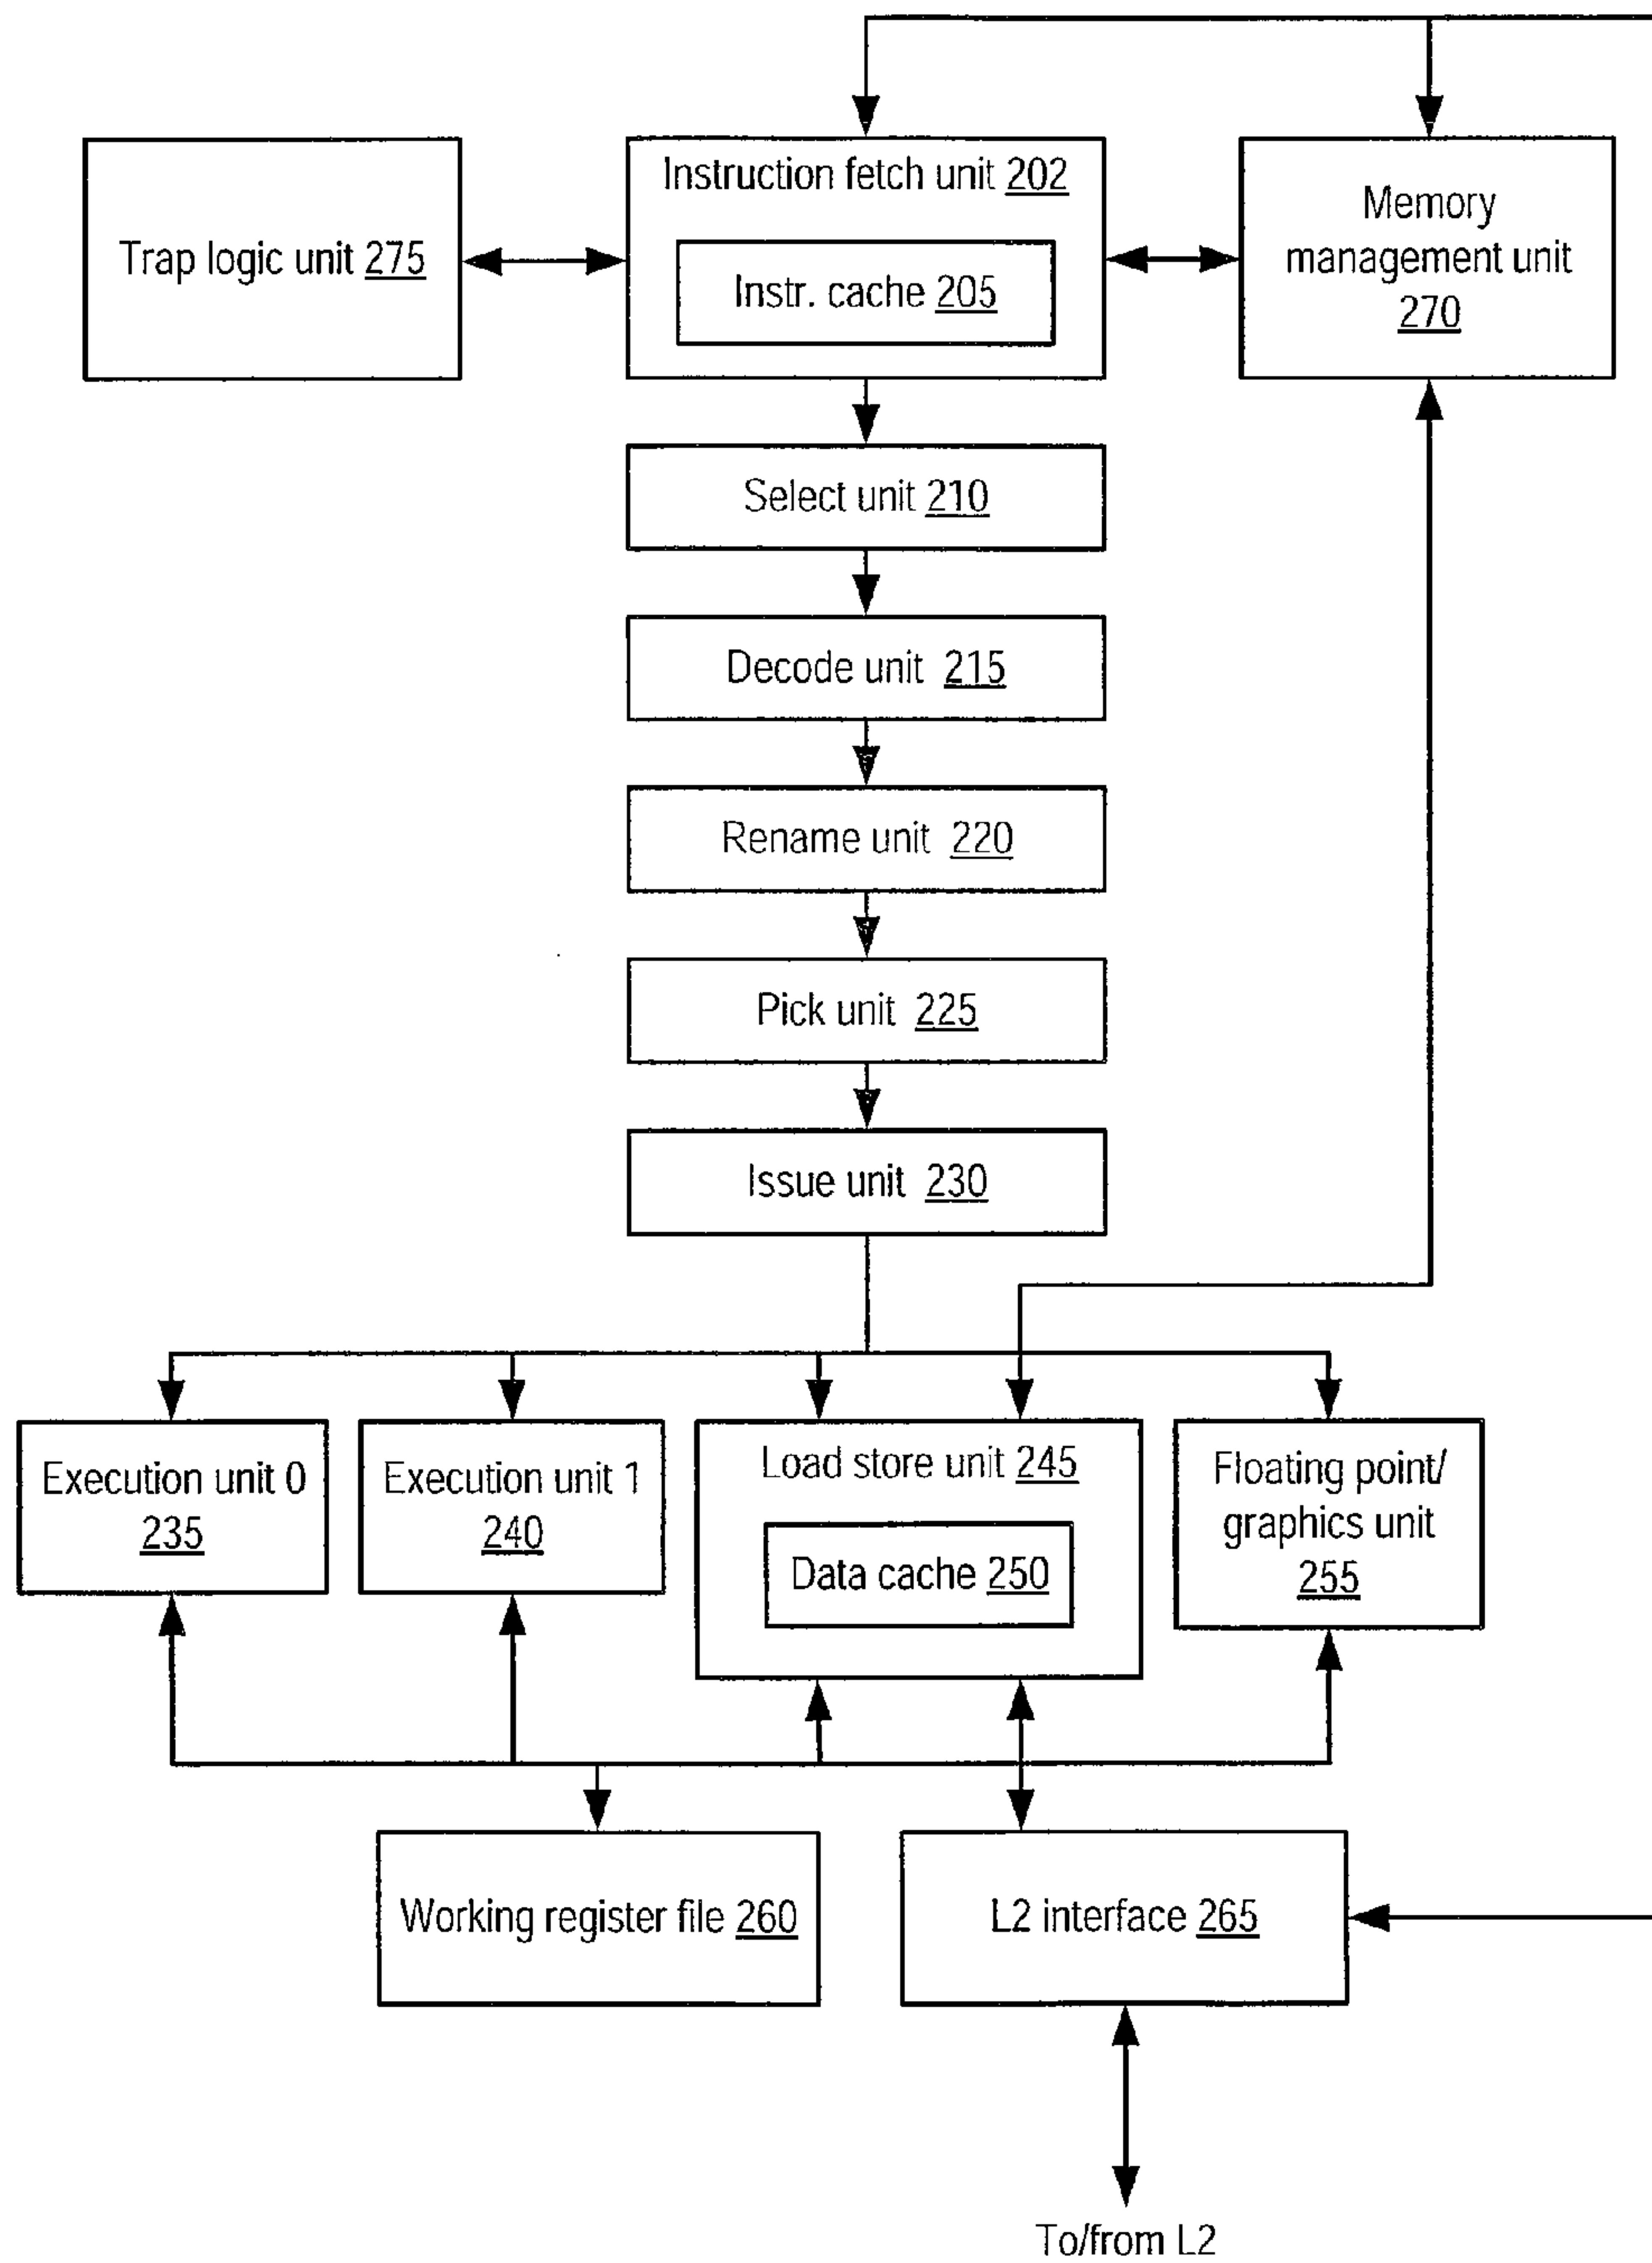 Trap logic unit 275
Instruction fetch unit 202
Instr. cache 205
Memory
management unit
270
Select unit 210
Decode unit 215
Rename unit 220
Pick unit 225
Issue unit 230
Execution unit 0
235
Execution unit 1
240
Load store unit 245
Data cache 250
Floating point/
graphics unit
255
Working register file 260
L2 interface 265
To/from L2